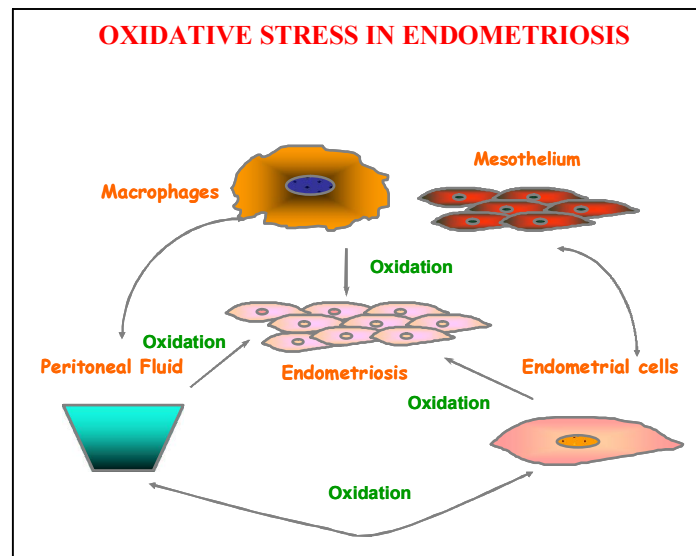 OXIDATIVE STRESS IN ENDOMETRIOSIS
Mesothelium
Macrophages
Oxidation
Oxidation
Peritoneal Fluid
Endometriosis
Endometrial cells
Oxidation
Oxidation